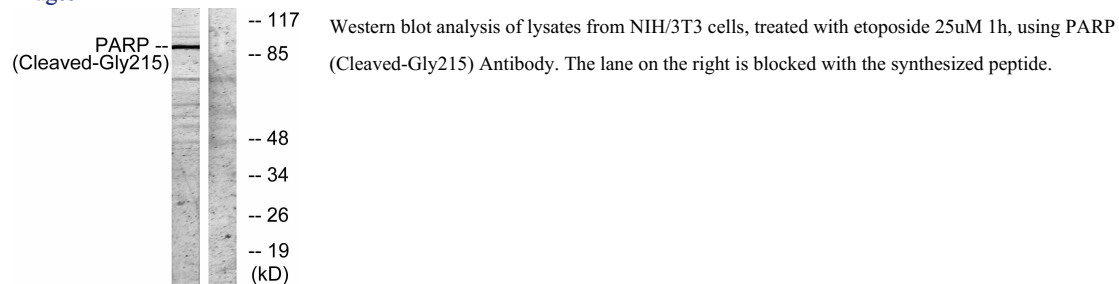 PARP --
(Cleaved-Gly215)
-- 117
-- 85
-- 48
-- 34
-- 26
-- 19
(kD)
Western blot analysis of lysates from NIH/3T3 cells, treated with etoposide 25uM 1h, using PARP
(Cleaved-Gly215) Antibody. The lane on the right is blocked with the synthesized peptide.